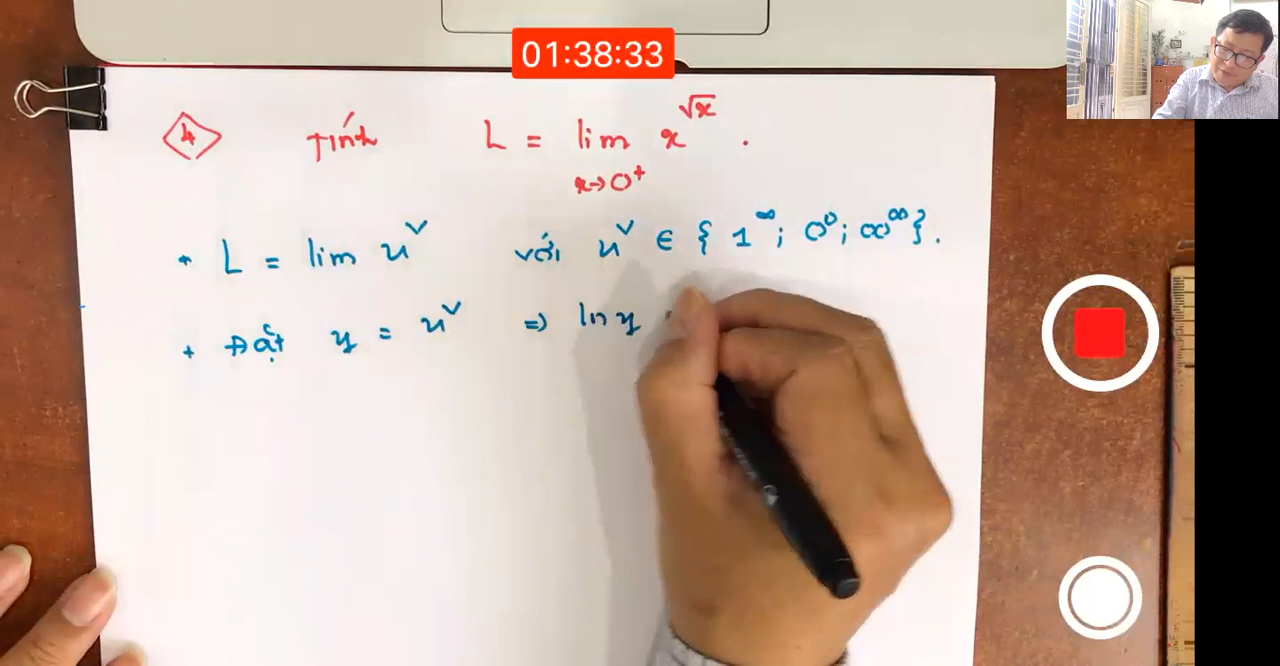 01:38:33
4 Tính L = lim x^√x .
x→0⁺
* L = lim u^v với u^v ∈ { 1^∞ ; 0^0 ; ∞^∞ } .
+ Đặt y = u^v ⇒ ln y